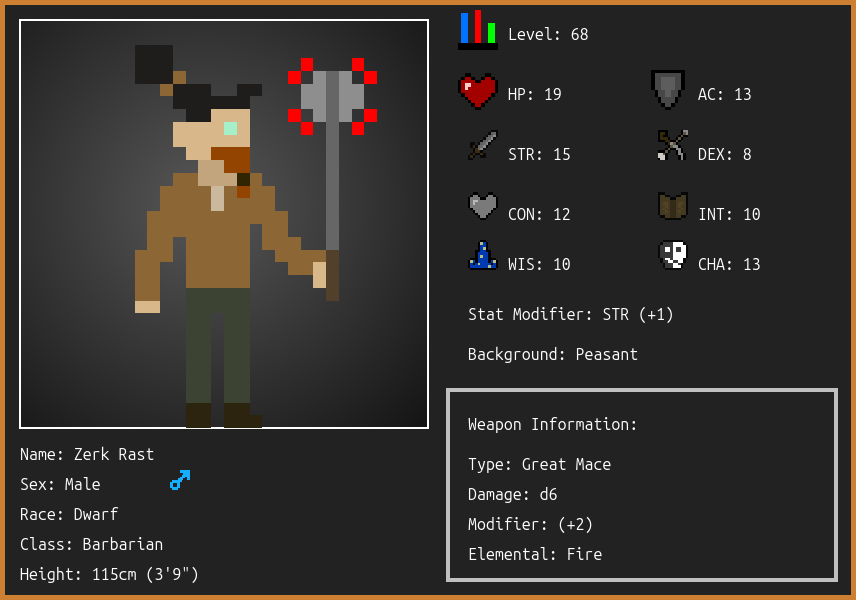 Level: 68
HP: 19
AC: 13
STR: 15
DEX: 8
CON: 12
INT: 10
WIS: 10
CHA: 13
Stat Modifier: STR (+1)
Background: Peasant
Weapon Information:
Type: Great Mace
Damage: d6
Modifier: (+2)
Elemental: Fire
Name: Zerk Rast
Sex: Male
Race: Dwarf
Class: Barbarian
Height: 115cm (3'9")